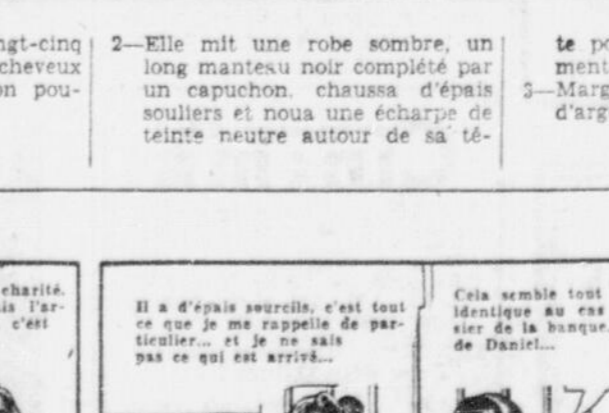 ngt-cinq
cheveux
on pou-
2—Elle mit une robe sombre, un
long manteau noir complété par
un capuchon, chaussa d'épais
souliers et noua une écharpe de
teinte neutre autour de sa té-
te
ment
3—Marg
d'arg
charité.
is l'ar-
c'est
Il a d'épais sourcils, c'est tout
ce que je me rappelle de par-
ticulier... et je ne sais
pas ce qui est arrivé...
Cela semble tout
identique au cas
sier de la banque.
de Daniel...